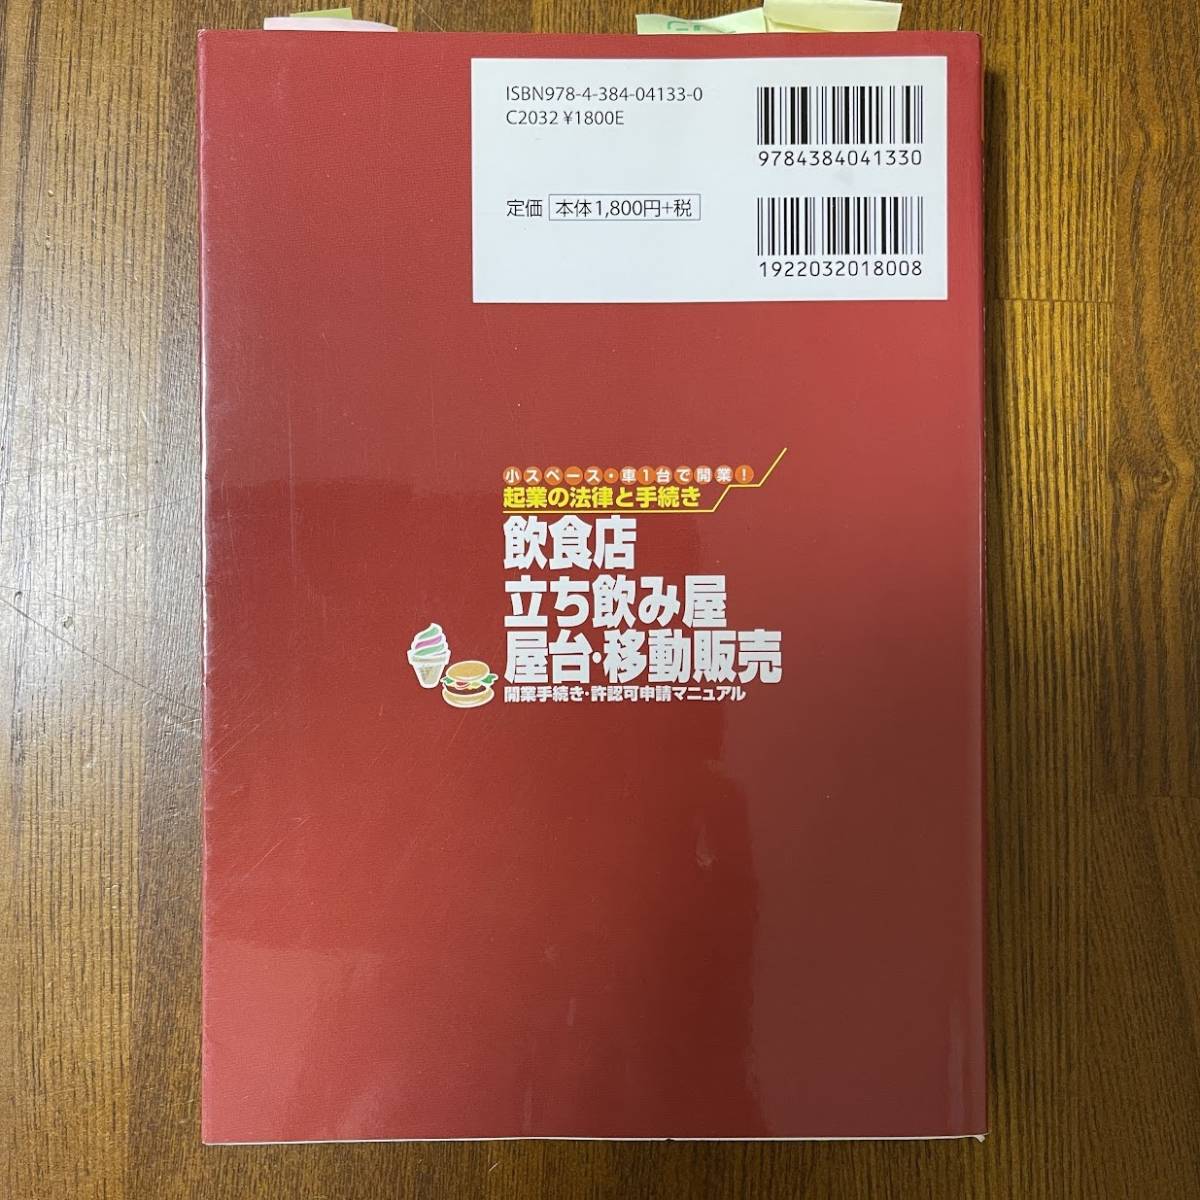 ISBN978-4-384-04133-0
C2032 ¥1800E
9784384041330
定価 本体1,800円+税
1922032018008
小スペース・車1台で開業!
起業の法律と手続き
飲食店
立ち飲み屋
屋台・移動販売
開業手続き・許認可申請マニュアル